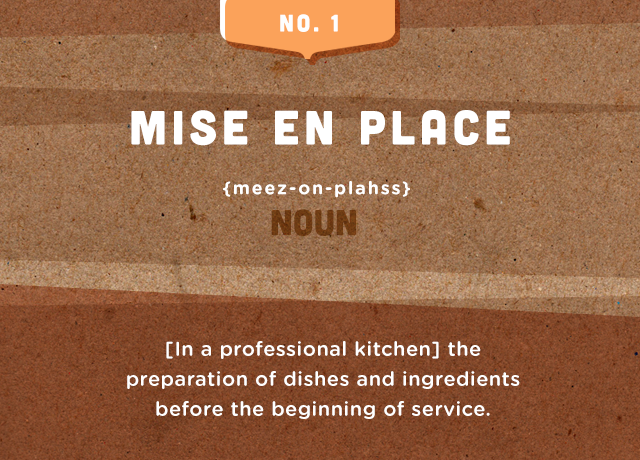 NO. 1
MISE EN PLACE
{meez-on-plahss}
NOUN
[In a professional kitchen] the
preparation of dishes and ingredients
before the beginning of service.